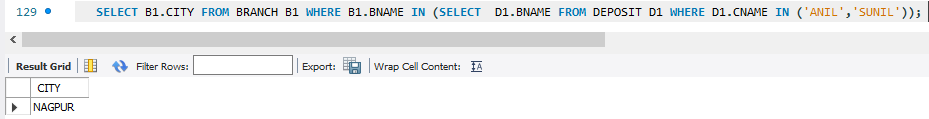 129 SELECT B1.CITY FROM BRANCH B1 WHERE B1.BNAME IN (SELECT  D1.BNAME FROM DEPOSIT D1 WHERE D1.CNAME IN ('ANIL','SUNIL'));
Result Grid Filter Rows: Export: Wrap Cell Content:
CITY
NAGPUR